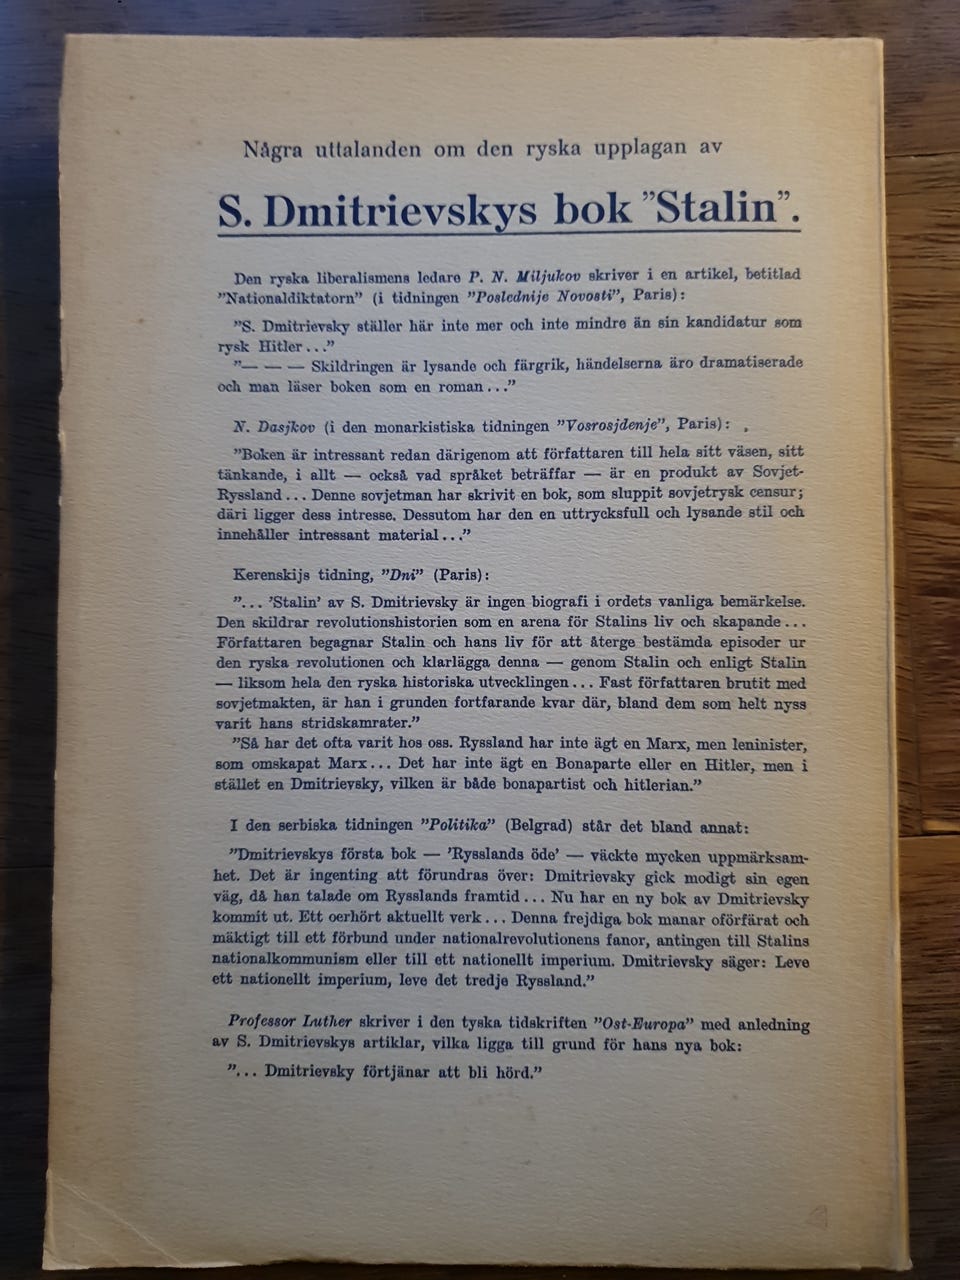 Några uttalanden om den ryska upplagan av
S. Dmitrievskys bok "Stalin".
Den ryska liberalismens ledare P. N. Miljukov skriver i en artikel, betitlad
"Nationaldiktatorn" (i tidningen "Poslednije Novosti", Paris):
"S. Dmitrievsky ställer här inte mer och inte mindre än sin kandidatur som
rysk Hitler..."
"— — — Skildringen är lysande och färgrik, händelserna äro dramatiserade
och man läser boken som en roman..."
N. Dasjkov (i den monarkistiska tidningen "Vosrosjdenje", Paris):
"Boken är intressant redan därigenom att författaren till hela sitt väsen, sitt
tänkande, i allt — också vad språket beträffar — är en produkt av Sovjet-
Ryssland... Denne sovjetman har skrivit en bok, som sluppit sovjetrysk censur;
däri ligger dess intresse. Dessutom har den en uttrycksfull och lysande stil och
innehåller intressant material..."
Kerenskijs tidning, "Dni" (Paris):
"... 'Stalin' av S. Dmitrievsky är ingen biografi i ordets vanliga bemärkelse.
Den skildrar revolutionshistorien som en arena för Stalins liv och skapande...
Författaren begagnar Stalin och hans liv för att återge bestämda episoder ur
den ryska revolutionen och klarlägga denna — genom Stalin och enligt Stalin
— liksom hela den ryska historiska utvecklingen... Fast författaren brutit med
sovjetmakten, är han i grunden fortfarande kvar där, bland dem som helt nyss
varit hans stridskamrater."
"Så har det ofta varit hos oss. Ryssland har inte ägt en Marx, men leninister,
som omskapat Marx... Det har inte ägt en Bonaparte eller en Hitler, men i
stället en Dmitrievsky, vilken är både bonapartist och hitlerian."
I den serbiska tidningen "Politika" (Belgrad) står det bland annat:
"Dmitrievskys första bok — 'Rysslands öde' — väckte mycken uppmärksam-
het. Det är ingenting att förundras över: Dmitrievsky gick modigt sin egen
väg, då han talade om Rysslands framtid... Nu har en ny bok av Dmitrievsky
kommit ut. Ett oerhört aktuellt verk... Denna frejdiga bok manar oförfärat och
mäktigt till ett förbund under nationalrevolutionens fanor, antingen till Stalins
nationalkommunism eller till ett nationellt imperium. Dmitrievsky säger: Leve
ett nationellt imperium, leve det tredje Ryssland."
Professor Luther skriver i den tyska tidskriften "Ost-Europa" med anledning
av S. Dmitrievskys artiklar, vilka ligga till grund för hans nya bok:
"... Dmitrievsky förtjänar att bli hörd."